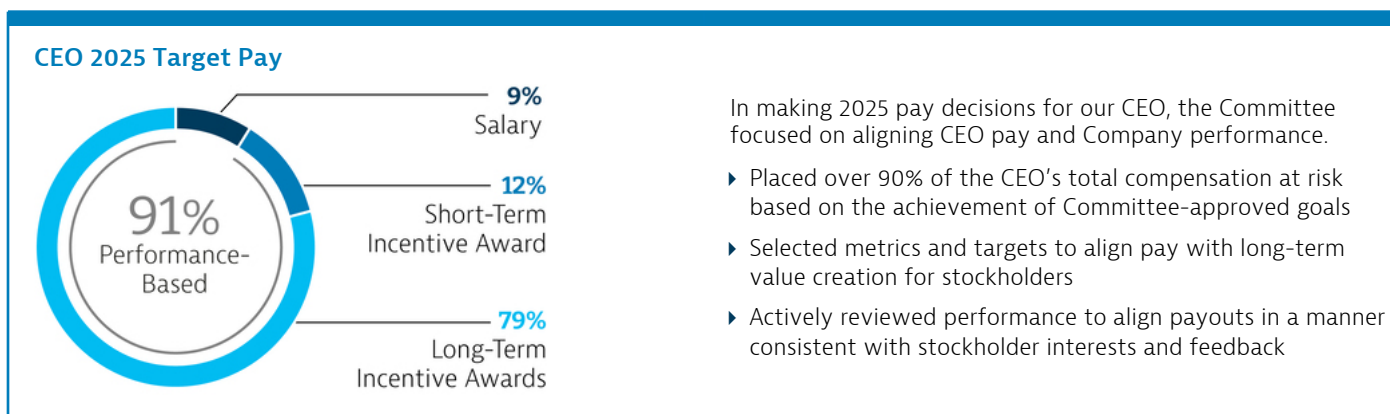 CEO 2025 Target Pay
9%
Salary
12%
Short-Term
Incentive Award
79%
Long-Term
Incentive Awards
91%
Performance-
Based
In making 2025 pay decisions for our CEO, the Committee
focused on aligning CEO pay and Company performance.
Placed over 90% of the CEO’s total compensation at risk
based on the achievement of Committee-approved goals
Selected metrics and targets to align pay with long-term
value creation for stockholders
Actively reviewed performance to align payouts in a manner
consistent with stockholder interests and feedback